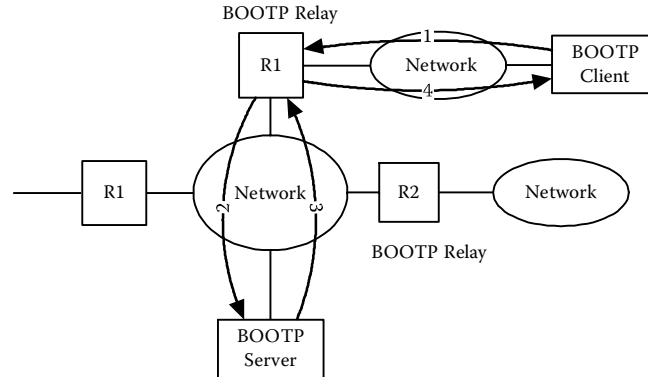 BOOTP Relay
1
R1
Network
BOOTP
Client
4
R1
2
Network
3
R2
Network
BOOTP Relay
BOOTP
Server